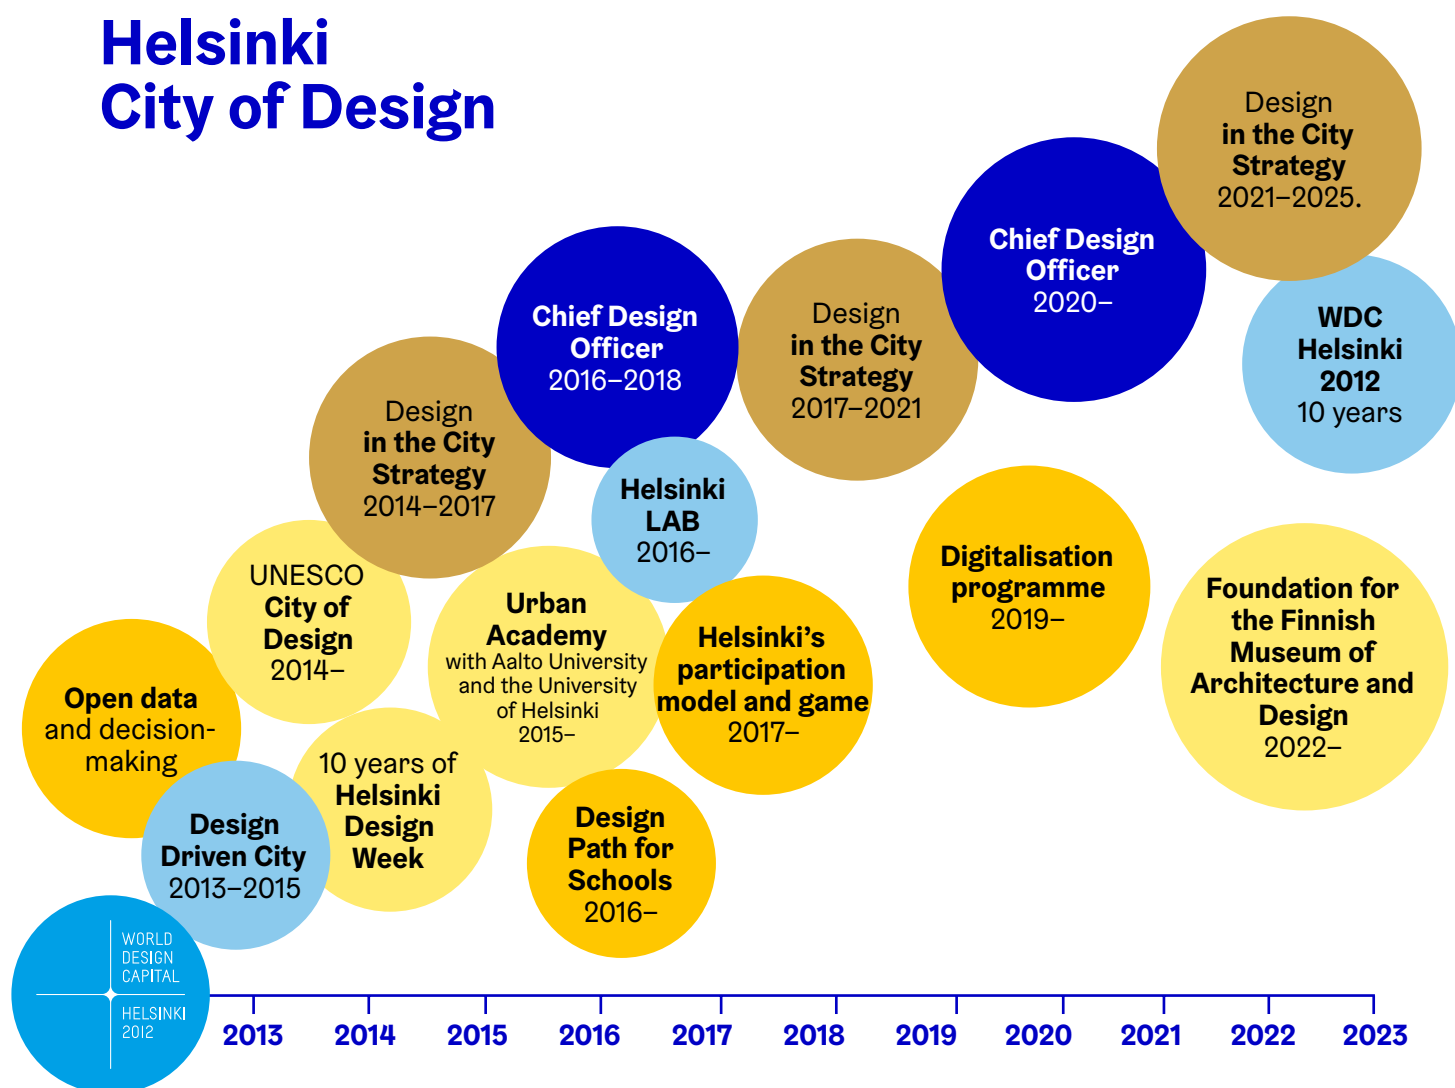 Helsinki
City of Design
Design
in the City
Strategy
2021–2025.
Chief Design
Officer
2020–
WDC
Helsinki
2012
10 years
Chief Design
Officer
2016–2018
Design
in the City
Strategy
2017–2021
Design
in the City
Strategy
2014–2017
Helsinki
LAB
2016–
Digitalisation
programme
2019–
UNESCO
City of
Design
2014–
Urban
Academy
with Aalto University
and the University
of Helsinki
2015–
Helsinki’s
participation
model and game
2017–
Foundation for
the Finnish
Museum of
Architecture and
Design
2022–
Open data
and decision-
making
10 years of
Helsinki
Design
Week
Design
Driven City
2013–2015
Design
Path for
Schools
2016–
WORLD
DESIGN
CAPITAL
HELSINKI
2012
2013 2014 2015 2016 2017 2018 2019 2020 2021 2022 2023